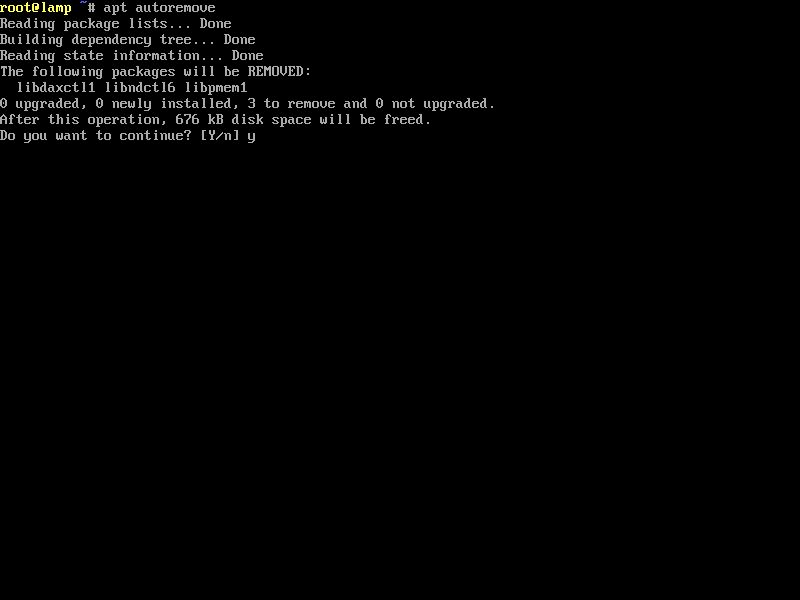 root@lamp ~# apt autoremove
Reading package lists... Done
Building dependency tree... Done
Reading state information... Done
The following packages will be REMOVED:
  libdaxctl1 libndctl6 libpmem1
0 upgraded, 0 newly installed, 3 to remove and 0 not upgraded.
After this operation, 676 kB disk space will be freed.
Do you want to continue? [Y/n] y